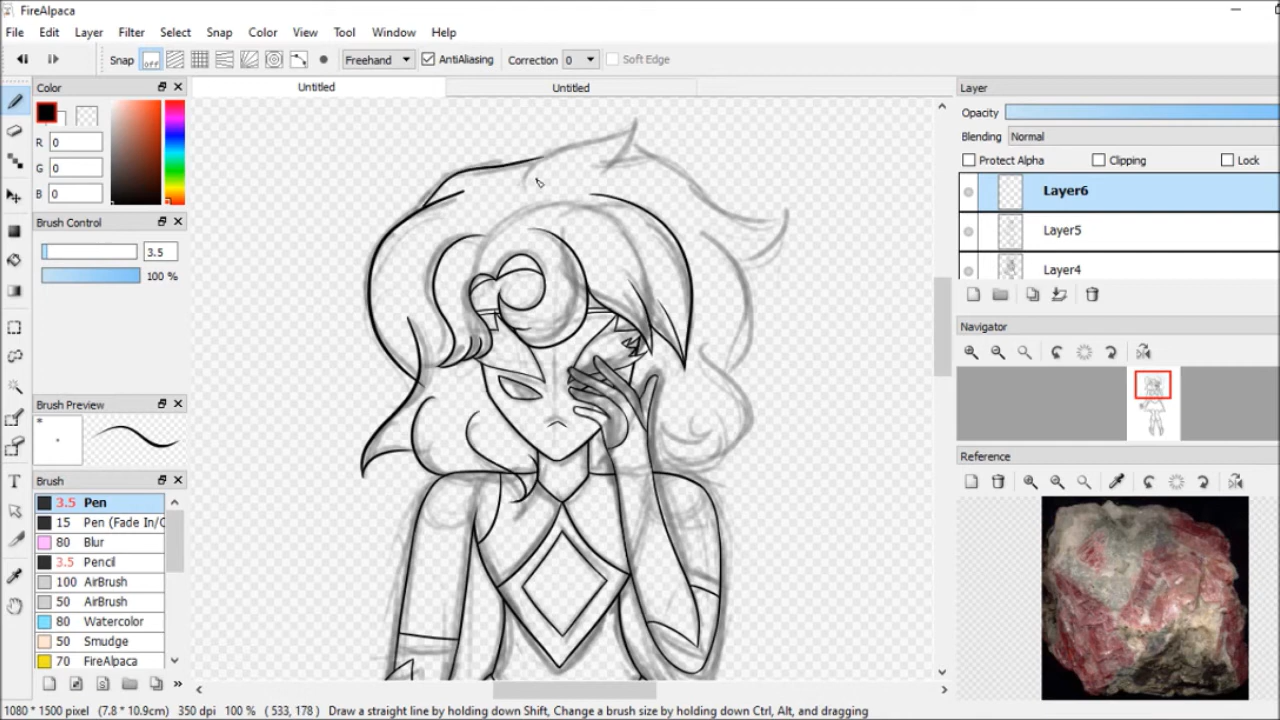 FireAlpaca
File Edit Layer Filter Select Snap Color View Tool Window Help
Snap off Freehand AntiAliasing Correction 0 Soft Edge
Color
Untitled
Untitled
Layer
R 0
G 0
B 0
Opacity
Blending Normal
Protect Alpha Clipping Lock
Layer6
Layer5
Layer4
Brush Control
3.5
100 %
Navigator
Brush Preview
*
Reference
Brush
3.5 Pen
15 Pen (Fade In/O
80 Blur
3.5 Pencil
100 AirBrush
50 AirBrush
80 Watercolor
50 Smudge
70 FireAlpaca
1080 * 1500 pixel (7.8 * 10.9cm) 350 dpi 100 % ( 533, 178 ) Draw a straight line by holding down Shift, Change a brush size by holding down Ctrl, Alt, and dragging